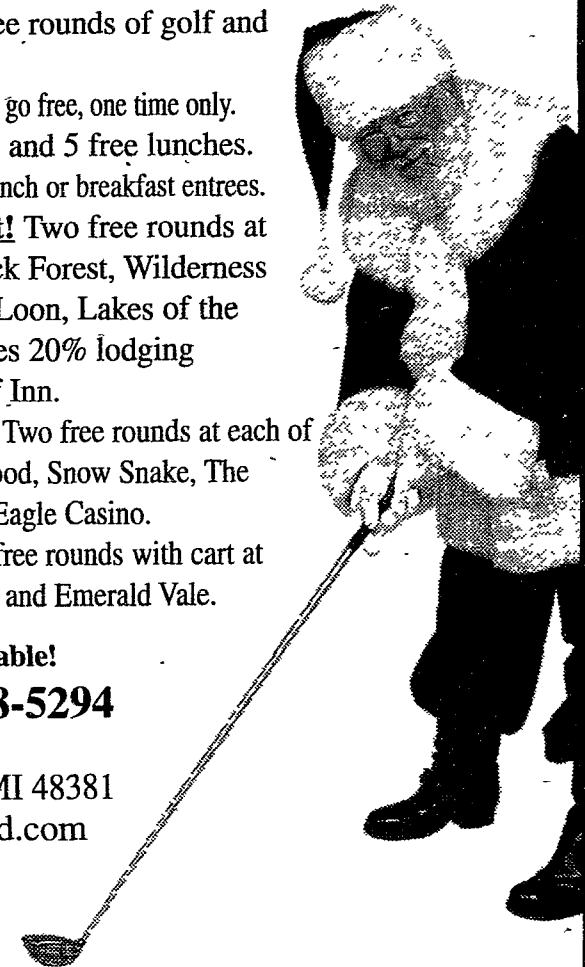 ee rounds of golf and
go free, one time only.
and 5 free lunches.
nch or breakfast entrees.
t! Two free rounds at
ck Forest, Wilderness
Loon, Lakes of the
es 20% lodging
f Inn.
Two free rounds at each of
ood, Snow Snake, The
Eagle Casino.
free rounds with cart at
and Emerald Vale.
able!
8-5294
MI 48381
d.com